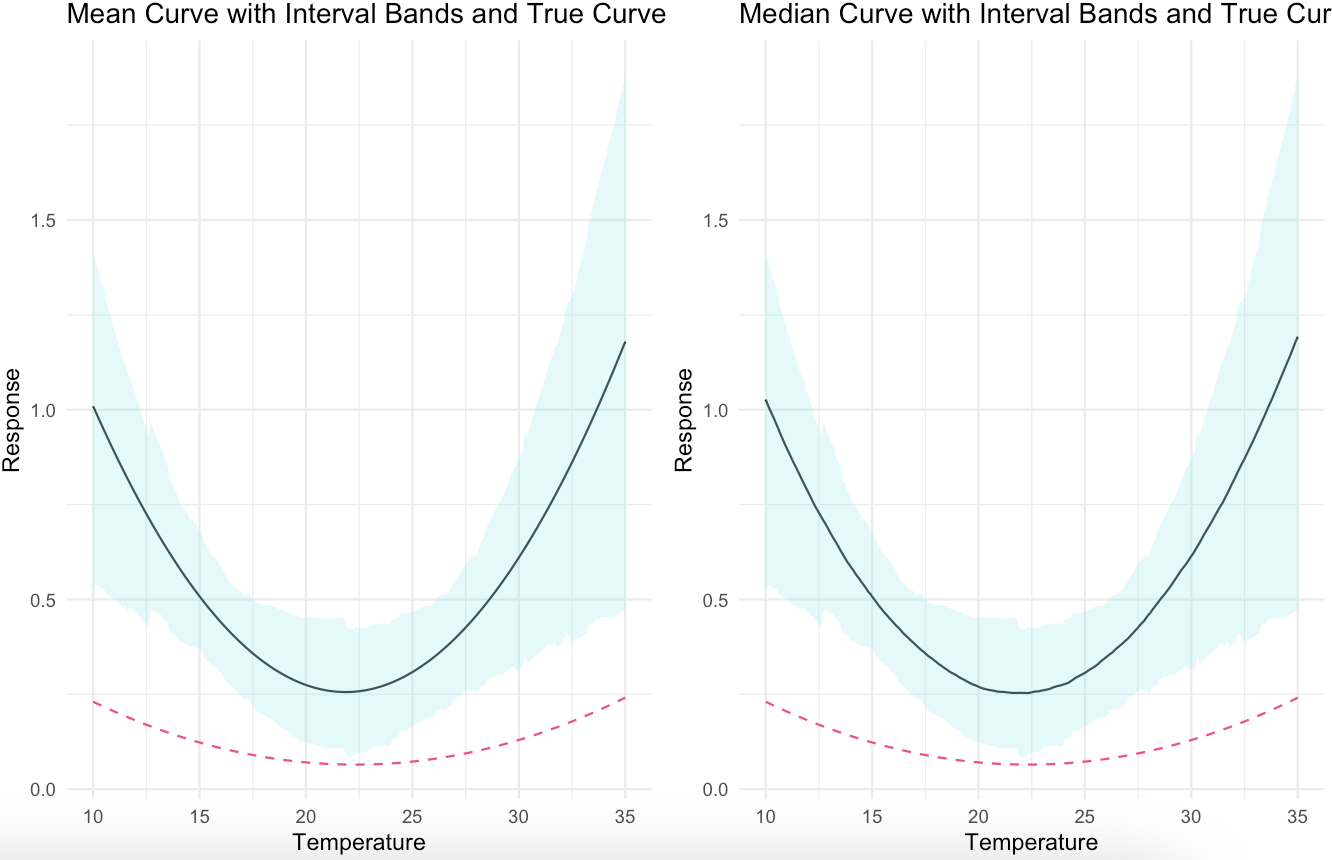 Mean Curve with Interval Bands and True Curve
1.5
1.0
0.5
0.0
Response
10 15 20 25 30 35
Temperature
Median Curve with Interval Bands and True Cur
1.5
1.0
0.5
0.0
Response
10 15 20 25 30 35
Temperature